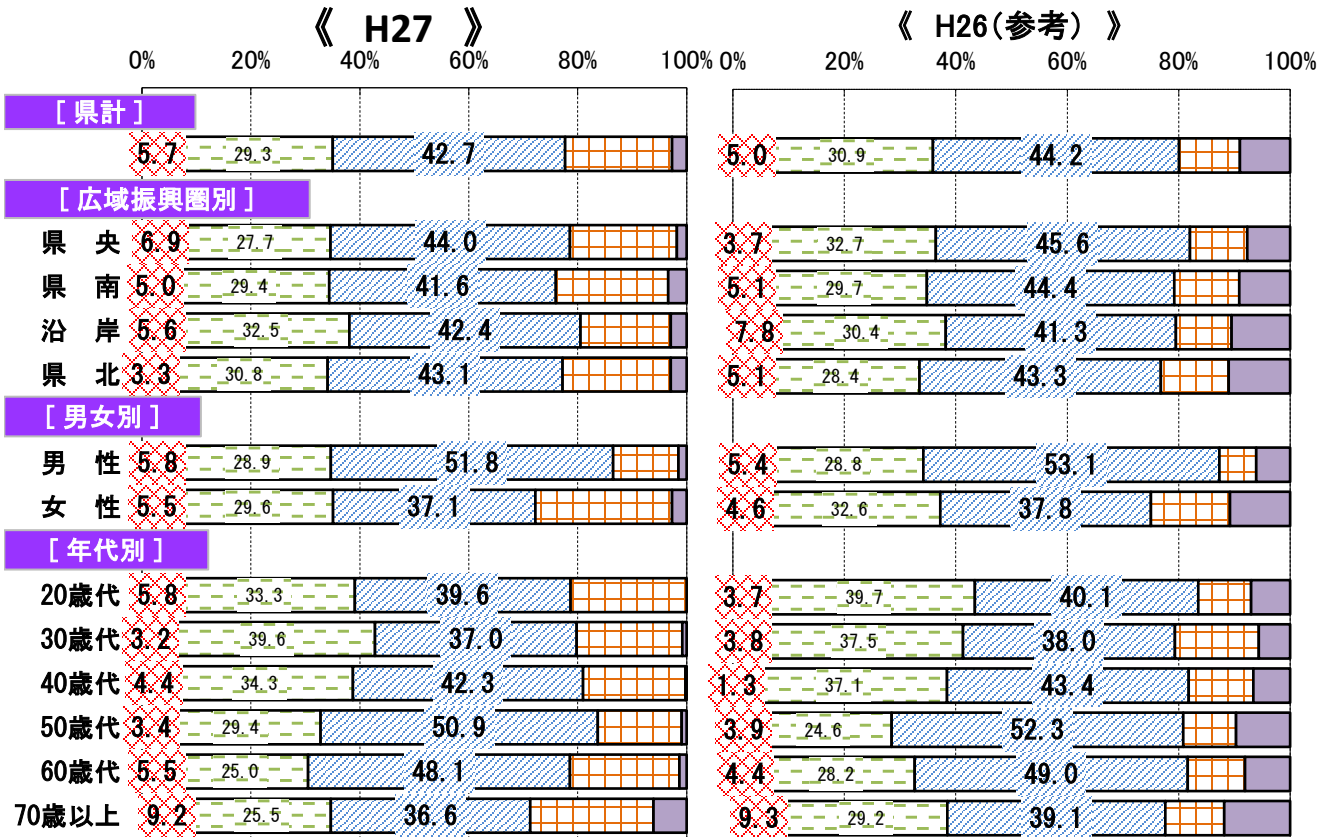 《 H27 》 《 H26(参考) 》
0% 20% 40% 60% 80% 100% 0% 20% 40% 60% 80% 100%
[ 県計 ]
5.7 29.3 42.7 5.0 30.9 44.2
[ 広域振興圏別 ]
県 央 6.9 27.7 44.0 3.7 32.7 45.6
県 南 5.0 29.4 41.6 5.1 29.7 44.4
沿 岸 5.6 32.5 42.4 7.8 30.4 41.3
県 北 3.3 30.8 43.1 5.1 28.4 43.3
[ 男女別 ]
男 性 5.8 28.9 51.8 5.4 28.8 53.1
女 性 5.5 29.6 37.1 4.6 32.6 37.8
[ 年代別 ]
20歳代 5.8 33.3 39.6 3.7 39.7 40.1
30歳代 3.2 39.6 37.0 3.8 37.5 38.0
40歳代 4.4 34.3 42.3 1.3 37.1 43.4
50歳代 3.4 29.4 50.9 3.9 24.6 52.3
60歳代 5.5 25.0 48.1 4.4 28.2 49.0
70歳以上 9.2 25.5 36.6 9.3 29.2 39.1